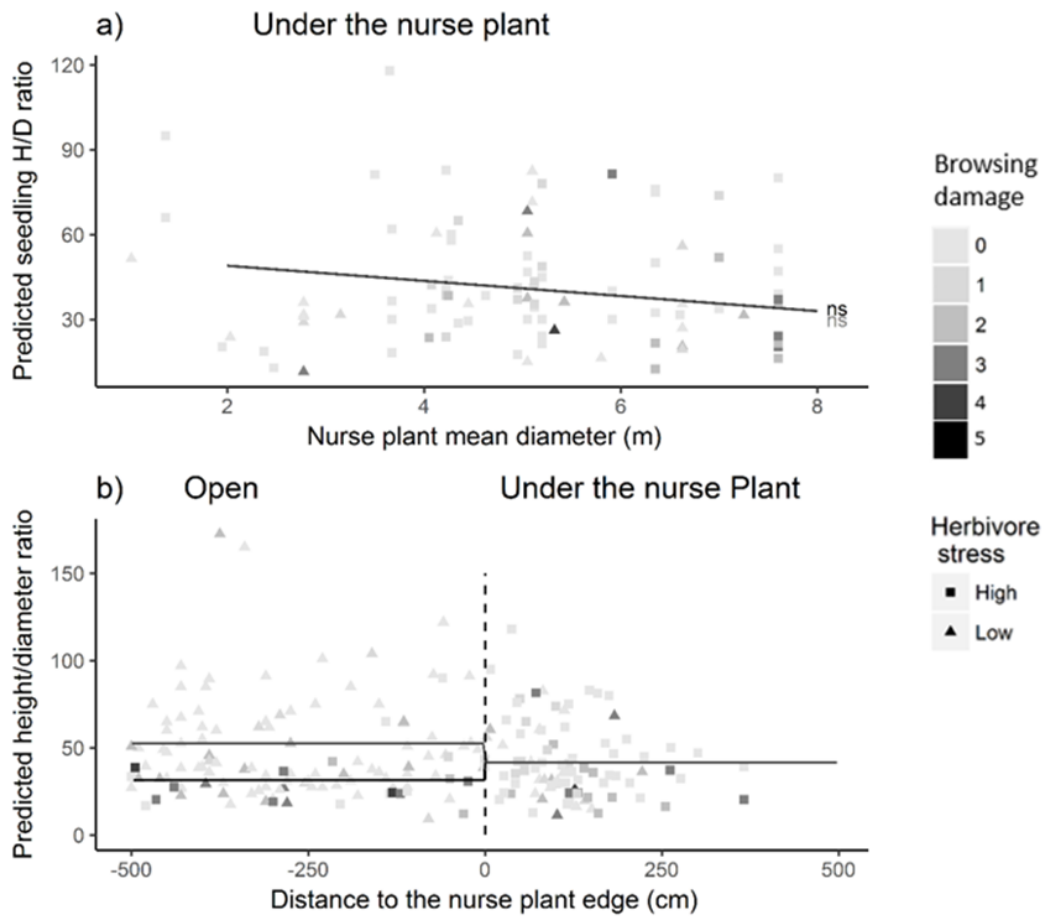 a)
Under the nurse plant
Predicted seedling H/D ratio
120
90
60
30
ns
ns
2
4
6
8
Nurse plant mean diameter (m)
Browsing
damage
0
1
2
3
4
5
b)
Open
Under the nurse Plant
Predicted height/diameter ratio
150
100
50
0
-500
-250
0
250
500
Distance to the nurse plant edge (cm)
Herbivore
stress
High
Low